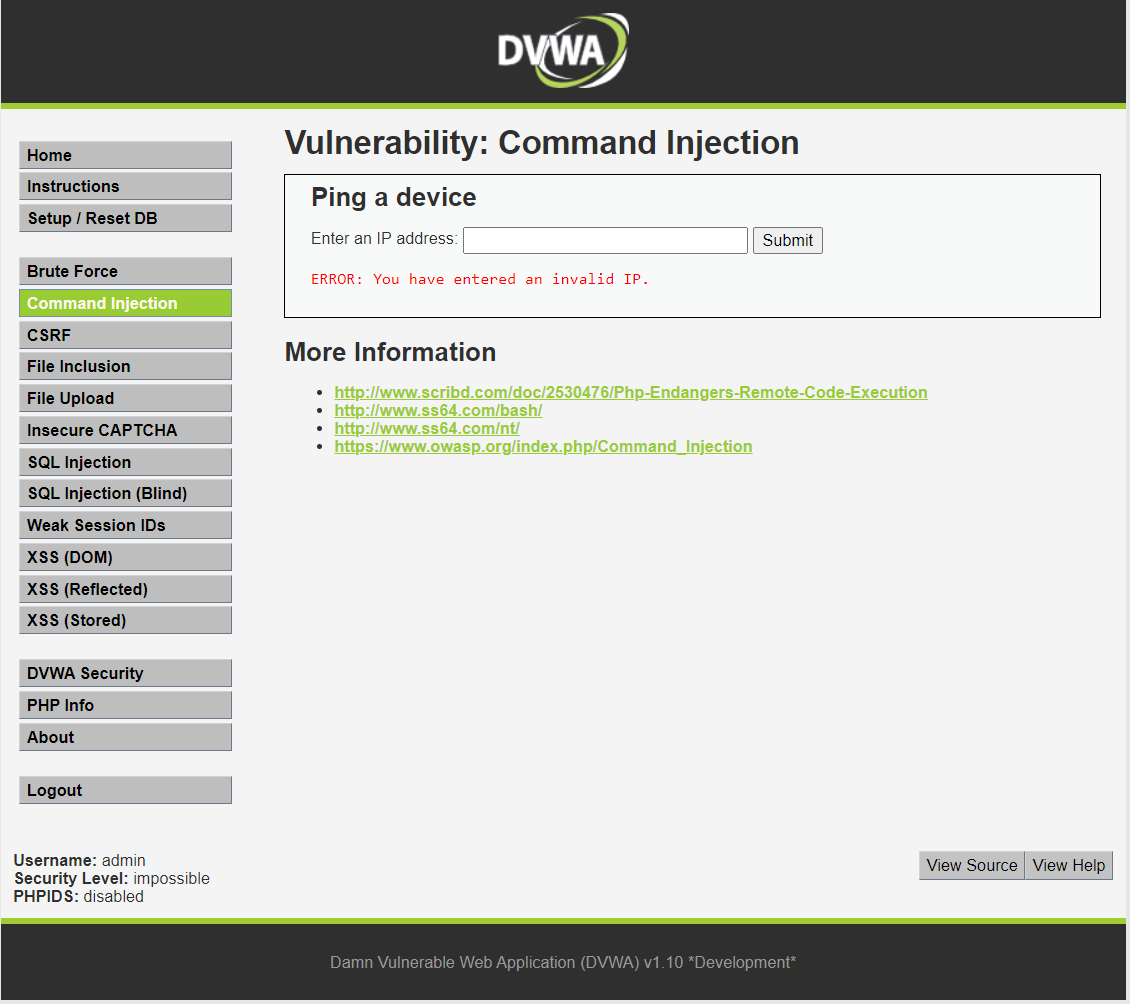 DVWA
Home
Instructions
Setup / Reset DB
Brute Force
Command Injection
CSRF
File Inclusion
File Upload
Insecure CAPTCHA
SQL Injection
SQL Injection (Blind)
Weak Session IDs
XSS (DOM)
XSS (Reflected)
XSS (Stored)
DVWA Security
PHP Info
About
Logout
Vulnerability: Command Injection
Ping a device
Enter an IP address: Submit
ERROR: You have entered an invalid IP.
More Information
http://www.scribd.com/doc/2530476/Php-Endangers-Remote-Code-Execution
http://www.ss64.com/bash/
http://www.ss64.com/nt/
https://www.owasp.org/index.php/Command_Injection
Username: admin
Security Level: impossible
PHPIDS: disabled
View Source View Help
Damn Vulnerable Web Application (DVWA) v1.10 *Development*